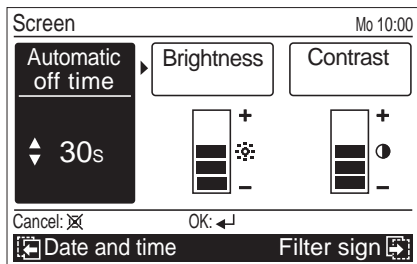 Screen Mo 10:00
Automatic off time
Brightness
Contrast
30s
+ +
– –
Cancel: OK:
Date and time Filter sign